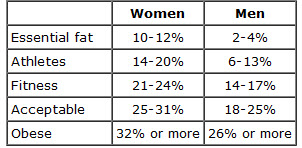 Women Men
Essential fat 10-12% 2-4%
Athletes 14-20% 6-13%
Fitness 21-24% 14-17%
Acceptable 25-31% 18-25%
Obese 32% or more 26% or more